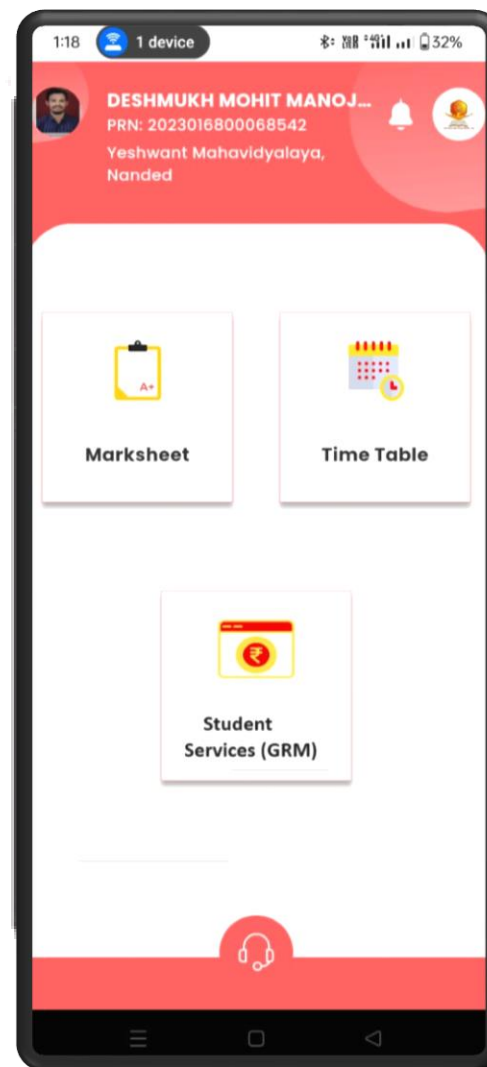 1:18 1 device 32%
DESHMUKH MOHIT MANOJ...
PRN: 2023016800068542
Yeshwant Mahavidyalaya,
Nanded
A+
Marksheet
Time Table
₹
Student
Services (GRM)